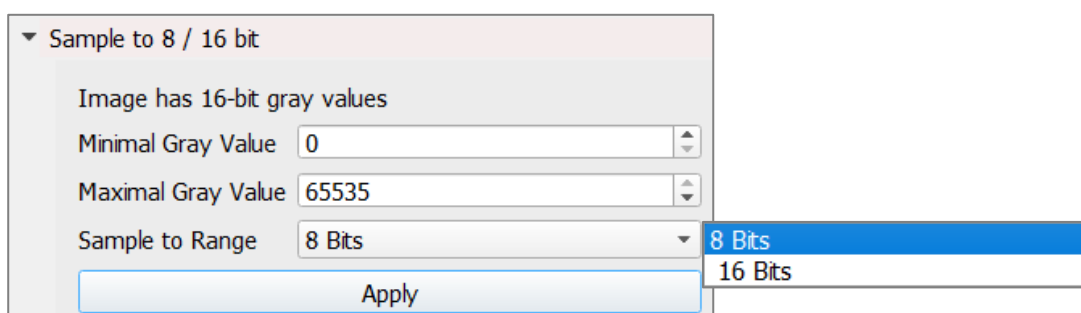 Sample to 8 / 16 bit
Image has 16-bit gray values
Minimal Gray Value 0
Maximal Gray Value 65535
Sample to Range 8 Bits
8 Bits
16 Bits
Apply